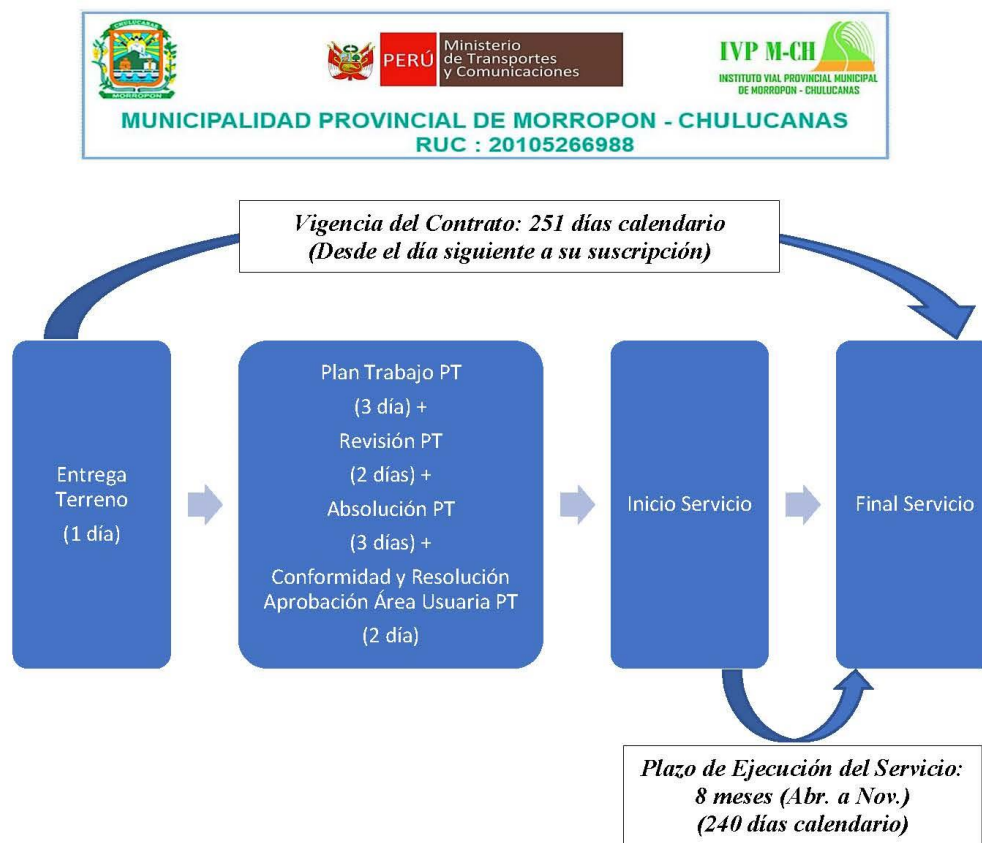 CHULUCANAS
MORROPON
PERÚ
Ministerio
de Transportes
y Comunicaciones
IVP M-CH
INSTITUTO VIAL PROVINCIAL MUNICIPAL
DE MORROPON - CHULUCANAS
MUNICIPALIDAD PROVINCIAL DE MORROPON - CHULUCANAS
RUC : 20105266988
Vigencia del Contrato: 251 días calendario
(Desde el día siguiente a su suscripción)
Entrega
Terreno
(1 día)
Plan Trabajo PT
(3 día) +
Revisión PT
(2 días) +
Absolución PT
(3 días) +
Conformidad y Resolución
Aprobación Área Usuaria PT
(2 día)
Inicio Servicio
Final Servicio
Plazo de Ejecución del Servicio:
8 meses (Abr. a Nov.)
(240 días calendario)